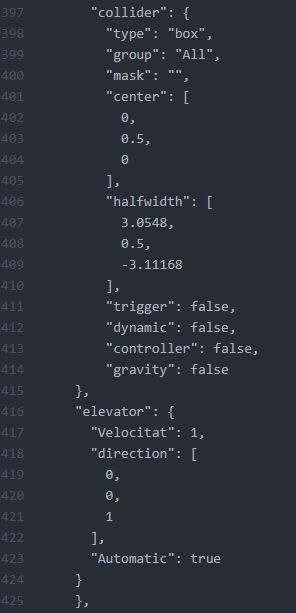 397 "collider": {
398 "type": "box",
399 "group": "All",
400 "mask": "",
401 "center": [
402 0,
403 0.5,
404 0
405 ],
406 "halfwidth": [
407 3.0548,
408 0.5,
409 -3.11168
410 ],
411 "trigger": false,
412 "dynamic": false,
413 "controller": false,
414 "gravity": false
415 },
416 "elevator": {
417 "Velocitat": 1,
418 "direction": [
419 0,
420 0,
421 1
422 ],
423 "Automatic": true
424 }
425 },